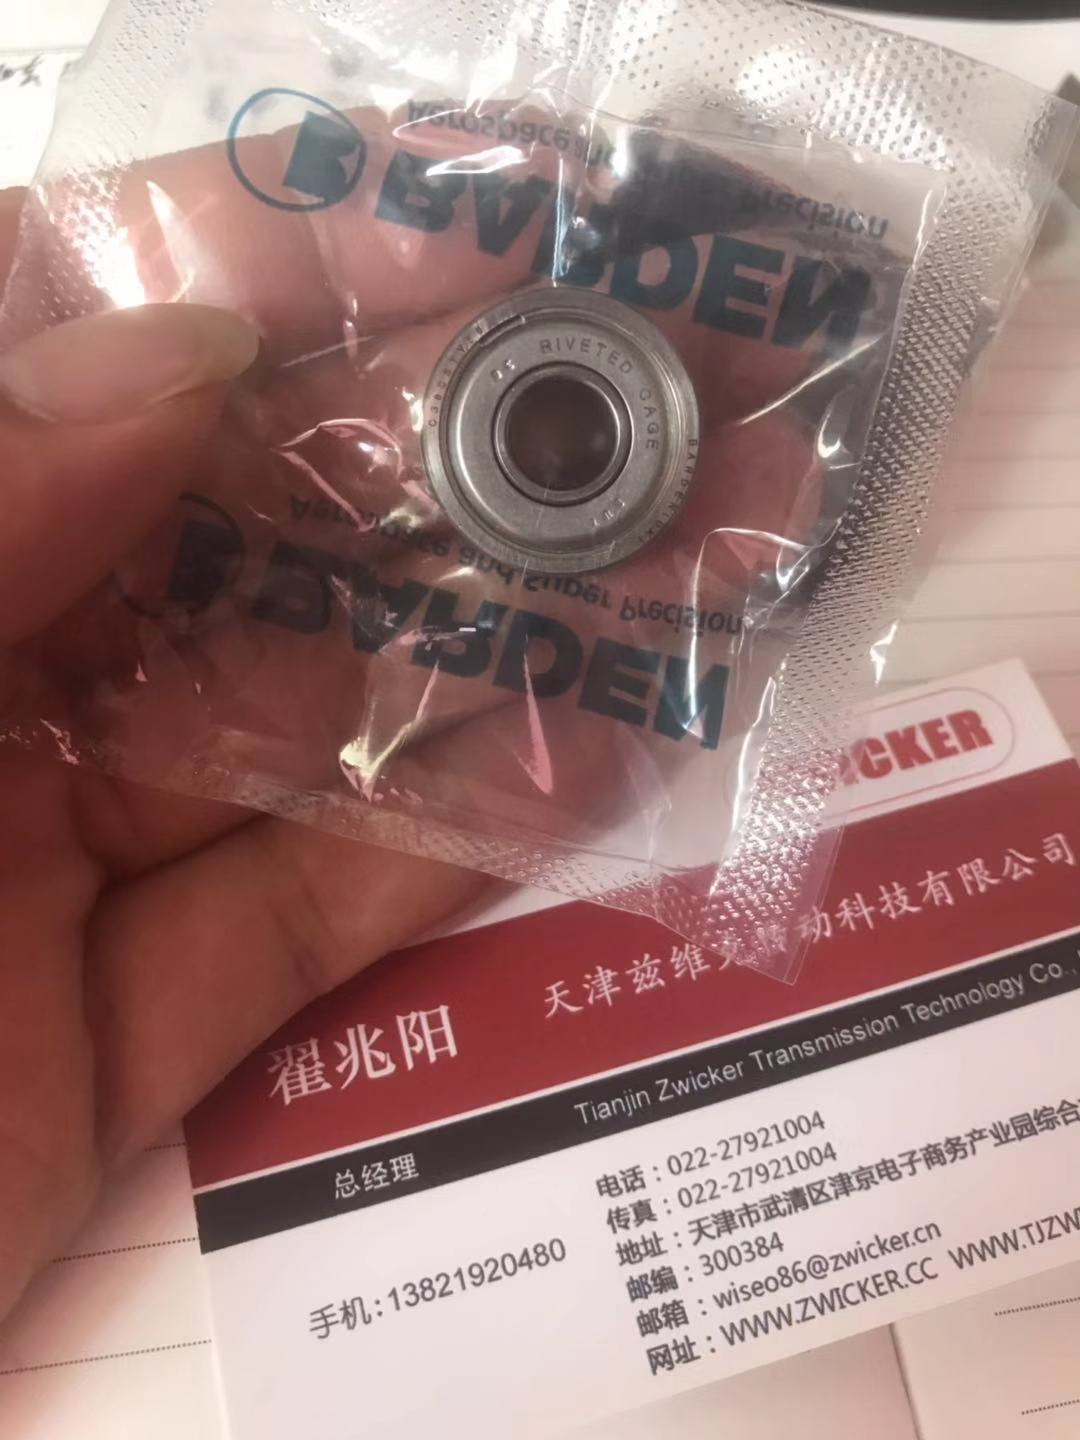 Aerospace and Super Precision
BARDEN
RIVETED CAGE
Aerospace and Super Precision
BARDEN
天津兹维克传动科技有限公司
翟兆阳
Tianjin Zwicker Transmission Technology Co.,
总经理
手机:13821920480
电话:022-27921004
传真:022-27921004
地址:天津市武清区津京电子商务产业园综合
邮编:300384
邮箱:wiseo86@zwicker.cn
网址:WWW.ZWICKER.CC WWW.TJZW